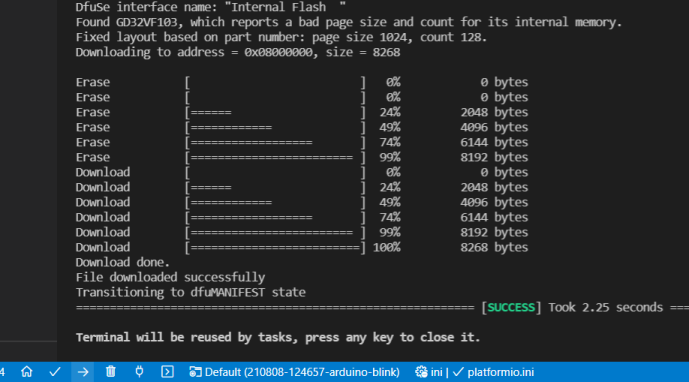 DfuSe interface name: "Internal Flash  "
Found GD32VF103, which reports a bad page size and count for its internal memory.
Fixed layout based on part number: page size 1024, count 128.
Downloading to address = 0x08000000, size = 8268
Erase [ ] 0% 0 bytes
Erase [ ] 0% 0 bytes
Erase [====== ] 24% 2048 bytes
Erase [============ ] 49% 4096 bytes
Erase [================== ] 74% 6144 bytes
Erase [======================== ] 99% 8192 bytes
Download [ ] 0% 0 bytes
Download [====== ] 24% 2048 bytes
Download [============ ] 49% 4096 bytes
Download [================== ] 74% 6144 bytes
Download [======================== ] 99% 8192 bytes
Download [=========================] 100% 8268 bytes
Download done.
File downloaded successfully
Transitioning to dfuMANIFEST state
=========================================================== [SUCCESS] Took 2.25 seconds ===
Terminal will be reused by tasks, press any key to close it.
4 Default (210808-124657-arduino-blink) ini | platformio.ini